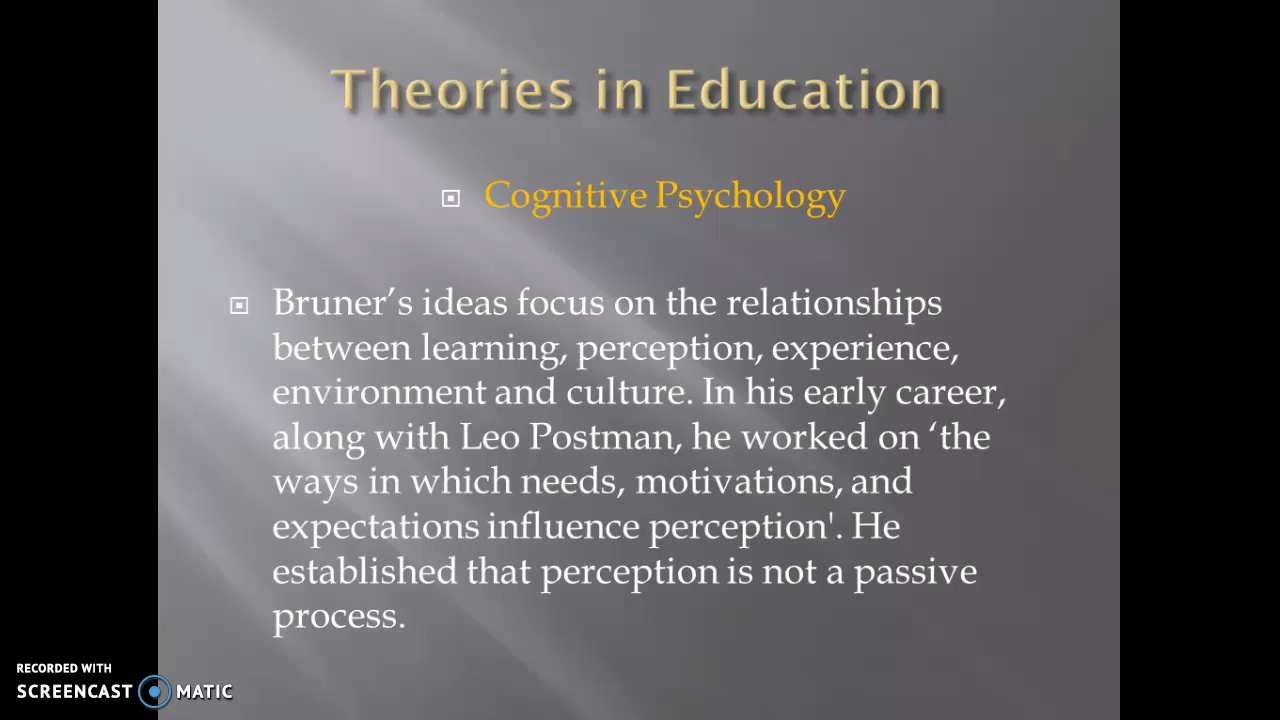 Theories in Education
Cognitive Psychology
Bruner’s ideas focus on the relationships
between learning, perception, experience,
environment and culture. In his early career,
along with Leo Postman, he worked on ‘the
ways in which needs, motivations, and
expectations influence perception'. He
established that perception is not a passive
process.
RECORDED WITH
SCREENCAST MATIC